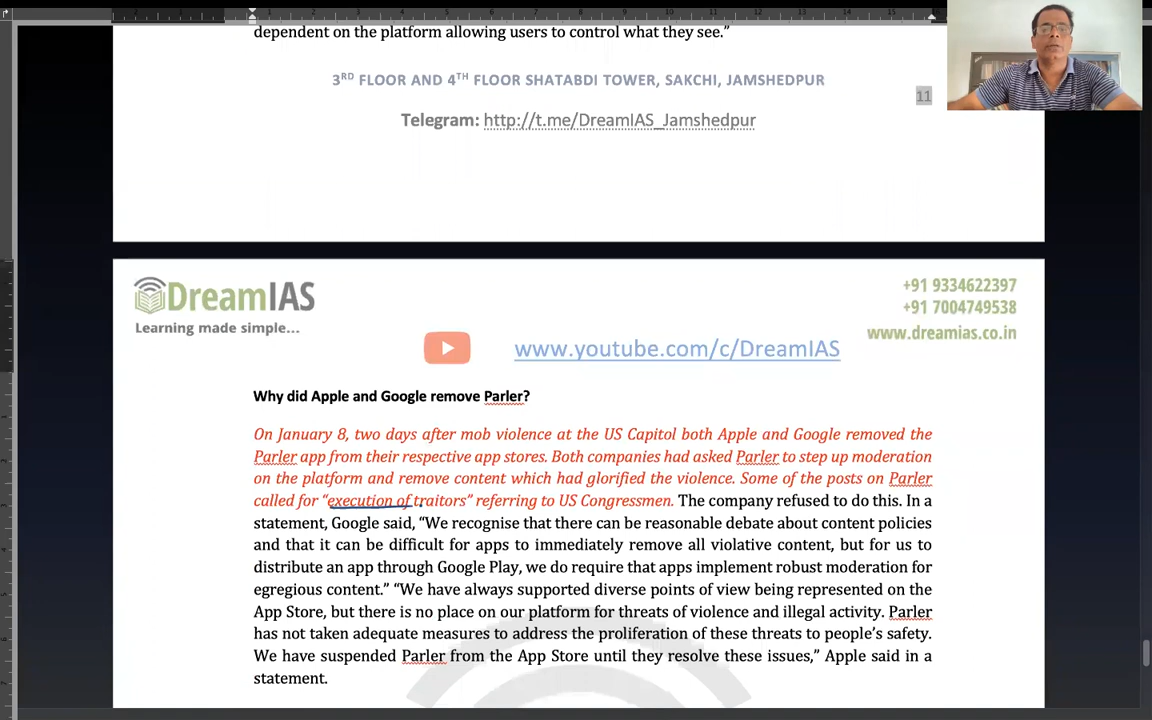 dependent on the platform allowing users to control what they see.”
3RD FLOOR AND 4TH FLOOR SHATABDI TOWER, SAKCHI, JAMSHEDPUR
11
Telegram: http://t.me/DreamIAS_Jamshedpur
DreamIAS
Learning made simple...
+91 9334622397
+91 7004749538
www.dreamias.co.in
www.youtube.com/c/DreamIAS
Why did Apple and Google remove Parler?
On January 8, two days after mob violence at the US Capitol both Apple and Google removed the
Parler app from their respective app stores. Both companies had asked Parler to step up moderation
on the platform and remove content which had glorified the violence. Some of the posts on Parler
called for “execution of traitors” referring to US Congressmen. The company refused to do this. In a
statement, Google said, “We recognise that there can be reasonable debate about content policies
and that it can be difficult for apps to immediately remove all violative content, but for us to
distribute an app through Google Play, we do require that apps implement robust moderation for
egregious content.” “We have always supported diverse points of view being represented on the
App Store, but there is no place on our platform for threats of violence and illegal activity. Parler
has not taken adequate measures to address the proliferation of these threats to people’s safety.
We have suspended Parler from the App Store until they resolve these issues,” Apple said in a
statement.